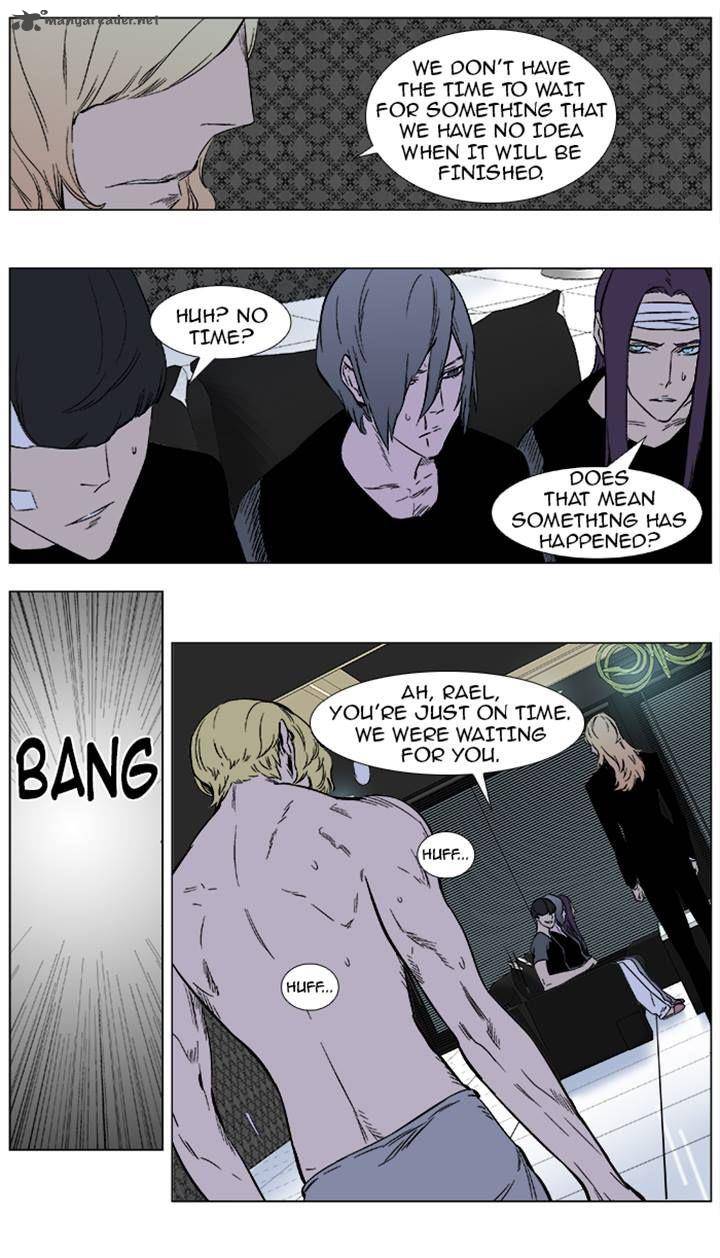 mangareader.net
WE DON'T HAVE
THE TIME TO WAIT
FOR SOMETHING THAT
WE HAVE NO IDEA
WHEN IT WILL BE
FINISHED.
HUH? NO
TIME?
DOES
THAT MEAN
SOMETHING HAS
HAPPENED?
BANG
AH, RAEL,
YOU'RE JUST ON TIME.
WE WERE WAITING
FOR YOU.
HUFF...
HUFF...